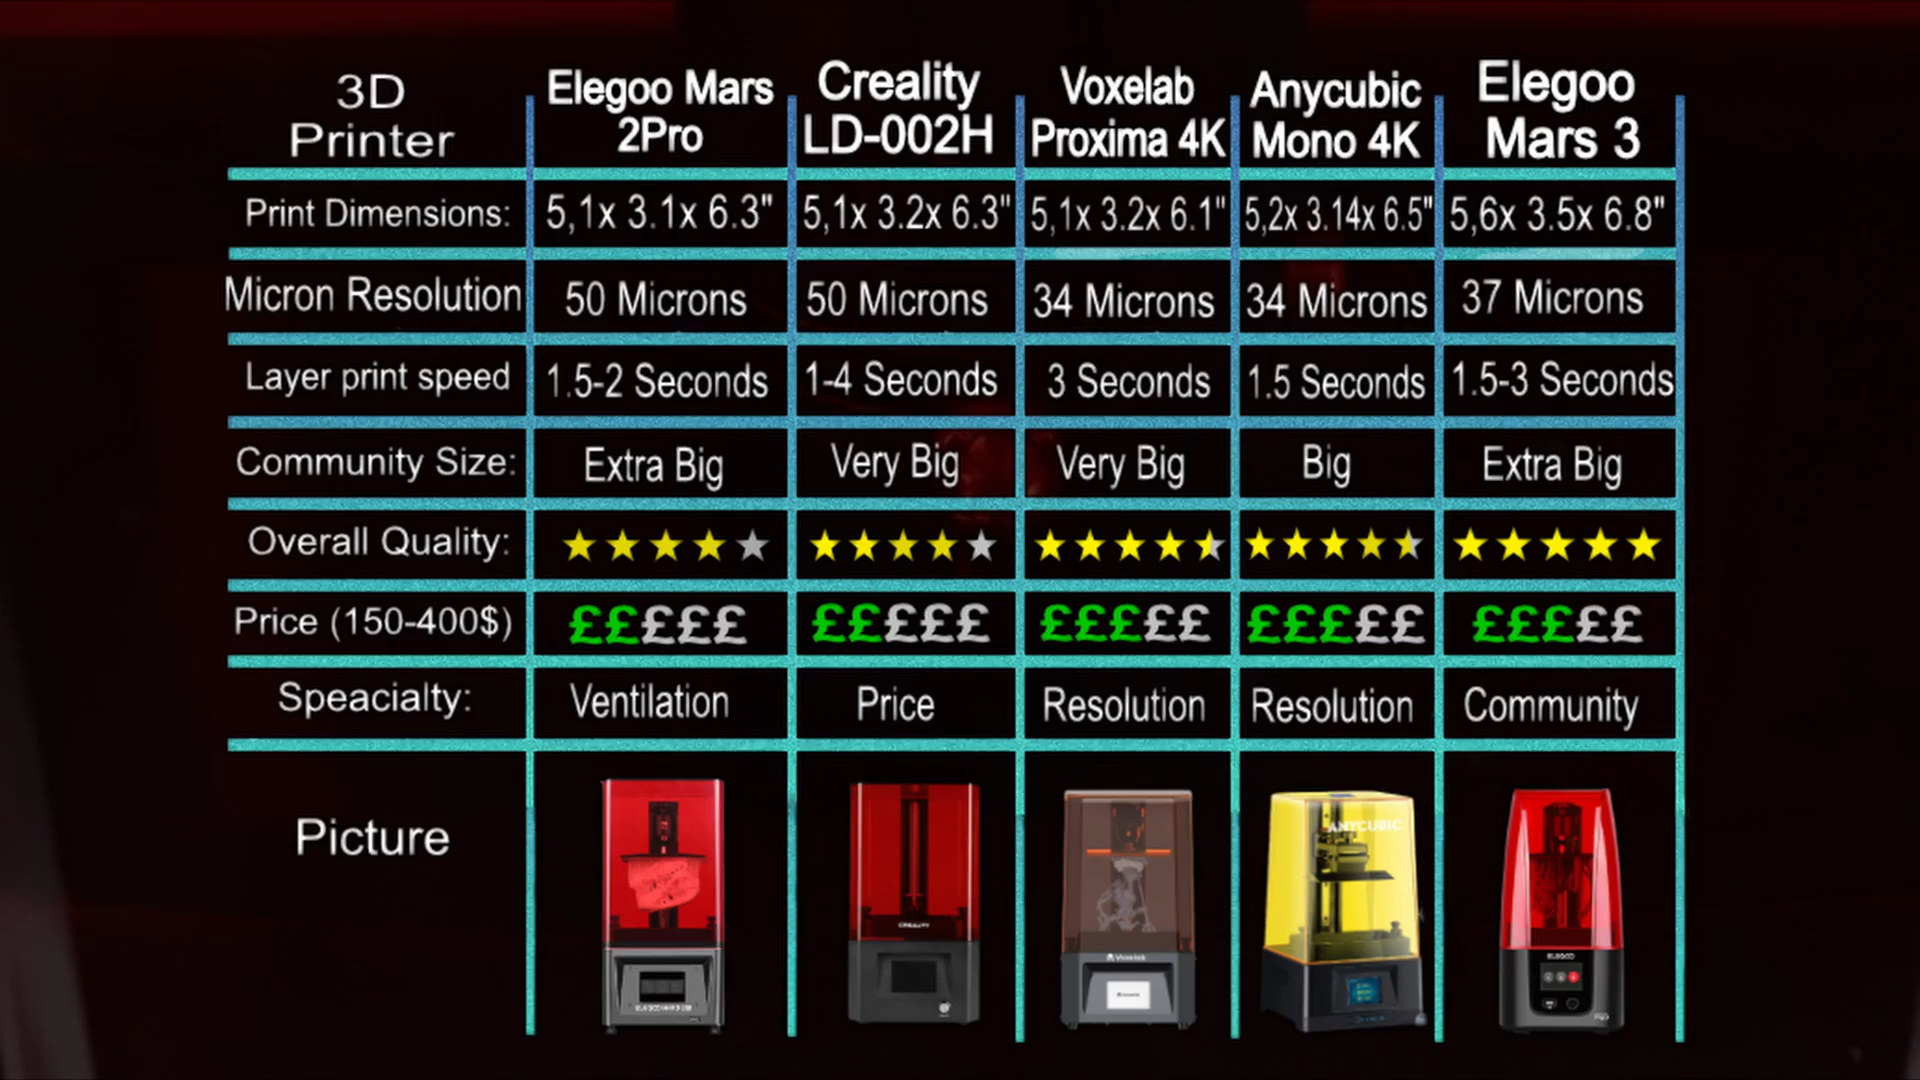 3D Printer
Elegoo Mars 2Pro
Creality LD-002H
Voxelab Proxima 4K
Anycubic Mono 4K
Elegoo Mars 3
Print Dimensions: 5,1x 3.1x 6.3" 5,1x 3.2x 6.3" 5,1x 3.2x 6.1" 5,2x 3.14x 6.5" 5,6x 3.5x 6.8"
Micron Resolution 50 Microns 50 Microns 34 Microns 34 Microns 37 Microns
Layer print speed 1.5-2 Seconds 1-4 Seconds 3 Seconds 1.5 Seconds 1.5-3 Seconds
Community Size: Extra Big Very Big Very Big Big Extra Big
Overall Quality:
Price (150-400$) £££££ £££££ £££££ £££££ £££££
Speacialty: Ventilation Price Resolution Resolution Community
Picture
ANYCUBIC
CREALITY
Voxelab
ELEGOO